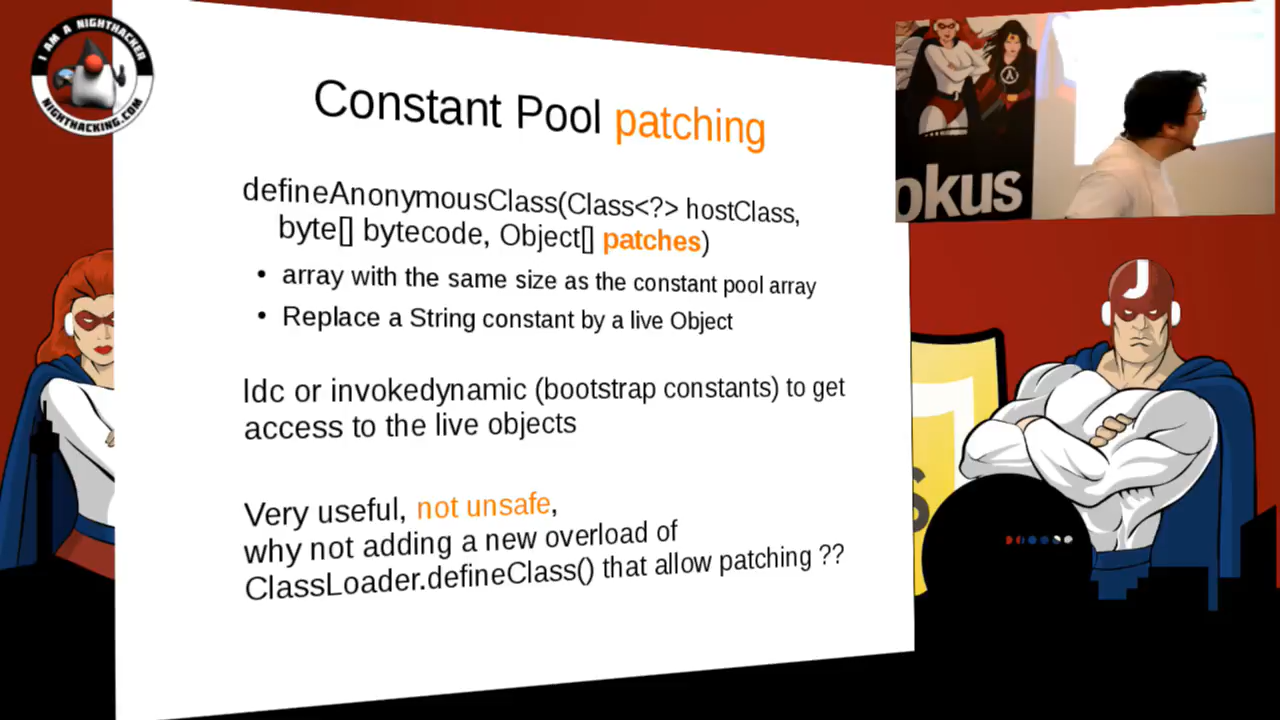 I AM A NIGHTHACKER
NIGHTHACKING.COM
Constant Pool patching
defineAnonymousClass(Class<?> hostClass,
byte[] bytecode, Object[] patches)
• array with the same size as the constant pool array
• Replace a String constant by a live Object
ldc or invokedynamic (bootstrap constants) to get
access to the live objects
Very useful, not unsafe,
why not adding a new overload of
ClassLoader.defineClass() that allow patching ??
okus
J
S